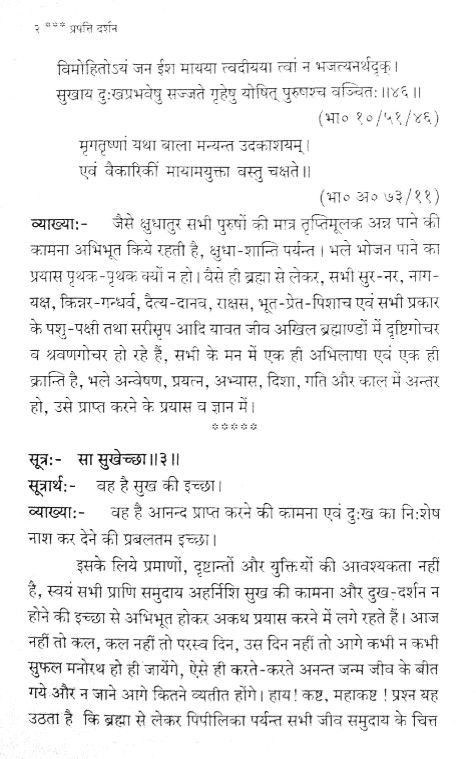 २ *** प्रपत्ति दर्शन
विमोहितोऽयं जन ईश मायया त्वदीयया त्वां न भजत्यनर्थदृक्।
सुखाय दुःखप्रभवेषु सज्जते गृहेषु योषित् पुरुषश्च वञ्चितः॥४६॥
(भा० १०/५१/४६)
मृगतृष्णां यथा बाला मन्यन्त उदकाशयम्।
एवं वैकारिकीं मायामयुक्ता वस्तु चक्षते॥
(भा० अ० ७३/११)
व्याख्याः- जैसे क्षुधातुर सभी पुरुषों की मात्र तृप्तिमूलक अन्न पाने की
कामना अभिभूत किये रहती है, क्षुधा-शान्ति पर्यन्त। भले भोजन पाने का
प्रयास पृथक-पृथक क्यों न हो। वैसे ही ब्रह्मा से लेकर, सभी सुर-नर, नाग-
यक्ष, किन्नर-गन्धर्व, दैत्य-दानव, राक्षस, भूत-प्रेत-पिशाच एवं सभी प्रकार
के पशु-पक्षी तथा सरीसृप आदि यावत जीव अखिल ब्रह्माण्डों में दृष्टिगोचर
व श्रवणगोचर हो रहे हैं, सभी के मन में एक ही अभिलाषा एवं एक ही
क्रान्ति है, भले अन्वेषण, प्रयत्न, अभ्यास, दिशा, गति और काल में अन्तर
हो, उसे प्राप्त करने के प्रयास व ज्ञान में।
*****
सूत्रः- सा सुखेच्छा॥३॥
सूत्रार्थः- वह है सुख की इच्छा।
व्याख्याः- वह है आनन्द प्राप्त करने की कामना एवं दुःख का निःशेष
नाश कर देने की प्रबलतम इच्छा।
इसके लिये प्रमाणों, दृष्टान्तों और युक्तियों की आवश्यकता नहीं
है, स्वयं सभी प्राणि समुदाय अहर्निशि सुख की कामना और दुख-दर्शन न
होने की इच्छा से अभिभूत होकर अकथ प्रयास करने में लगे रहते हैं। आज
नहीं तो कल, कल नहीं तो परस्व दिन, उस दिन नहीं तो आगे कभी न कभी
सुफल मनोरथ हो ही जायेंगे, ऐसे ही करते-करते अनन्त जन्म जीव के बीत
गये और न जाने आगे कितने व्यतीत होंगे। हाय! कष्ट, महाकष्ट! प्रश्न यह
उठता है कि ब्रह्मा से लेकर पिपीलिका पर्यन्त सभी जीव समुदाय के चित्त